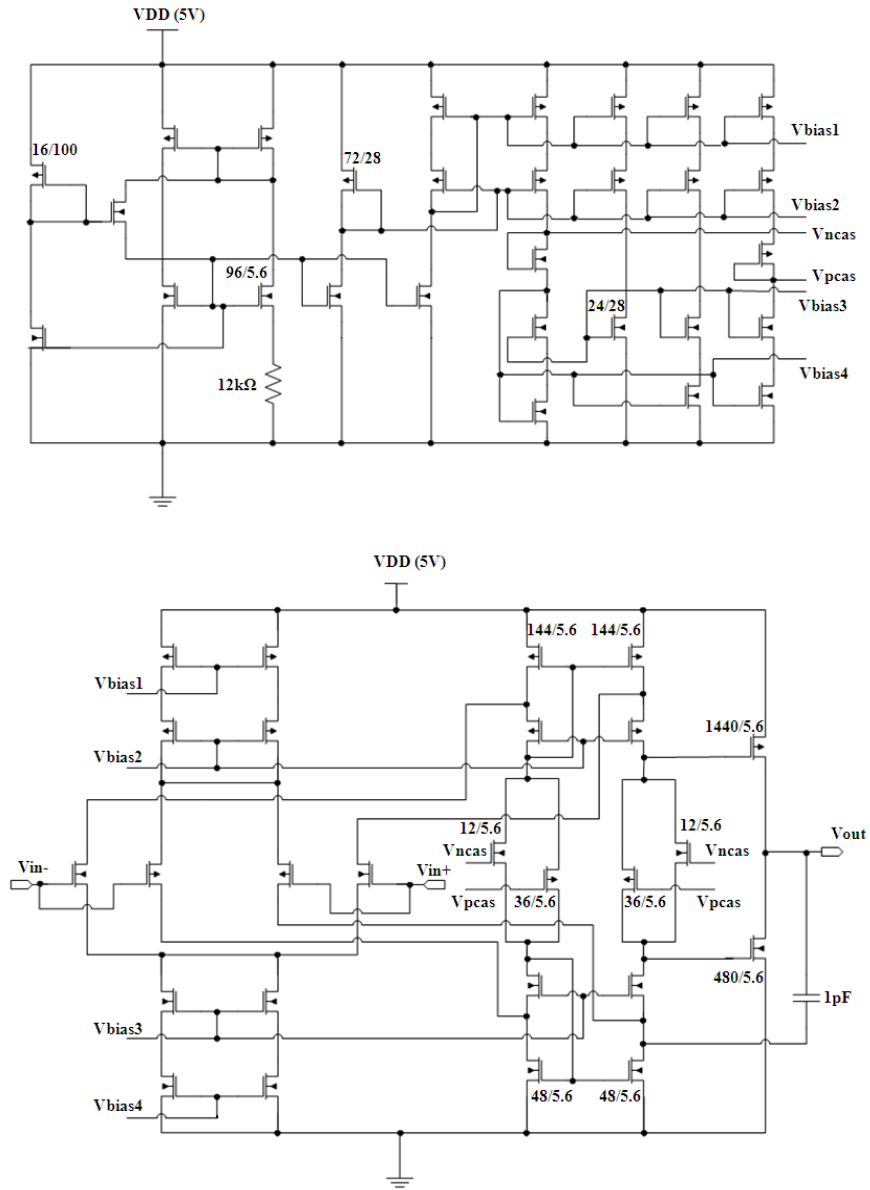 VDD (5V)
16/100
72/28
Vbias1
Vbias2
Vncas
96/5.6
Vpcas
24/28
Vbias3
12kΩ
Vbias4
VDD (5V)
144/5.6 144/5.6
Vbias1
1440/5.6
Vbias2
12/5.6 12/5.6
Vin- Vin+ Vncas Vncas Vout
Vpcas 36/5.6 36/5.6 Vpcas
480/5.6
1pF
Vbias3
48/5.6 48/5.6
Vbias4